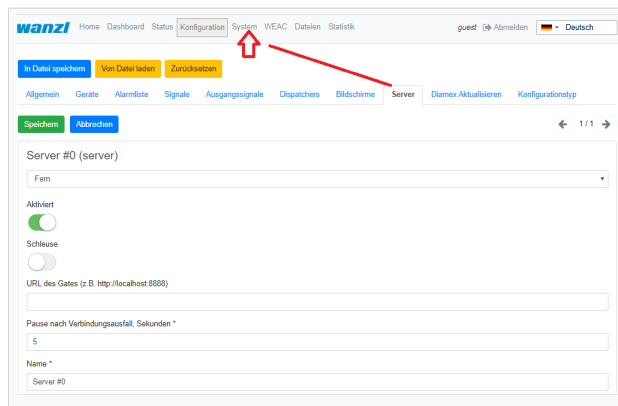 wanzl Home Dashboard Status Konfiguration System WEAC Dateien Statistik guest Abmelden Deutsch
In Datei speichern Von Datei laden Zurücksetzen
Allgemein Geräte Alarmliste Signale Ausgangssignale Dispatchers Bildschirme Server Diamex Aktualisieren Konfigurationstyp
Speichern Abbrechen 1 / 1
Server #0 (server)
Fern
Aktiviert
Schleuse
URL des Gates (z.B. http://localhost:8888)
Pause nach Verbindungsausfall, Sekunden *
5
Name *
Server #0